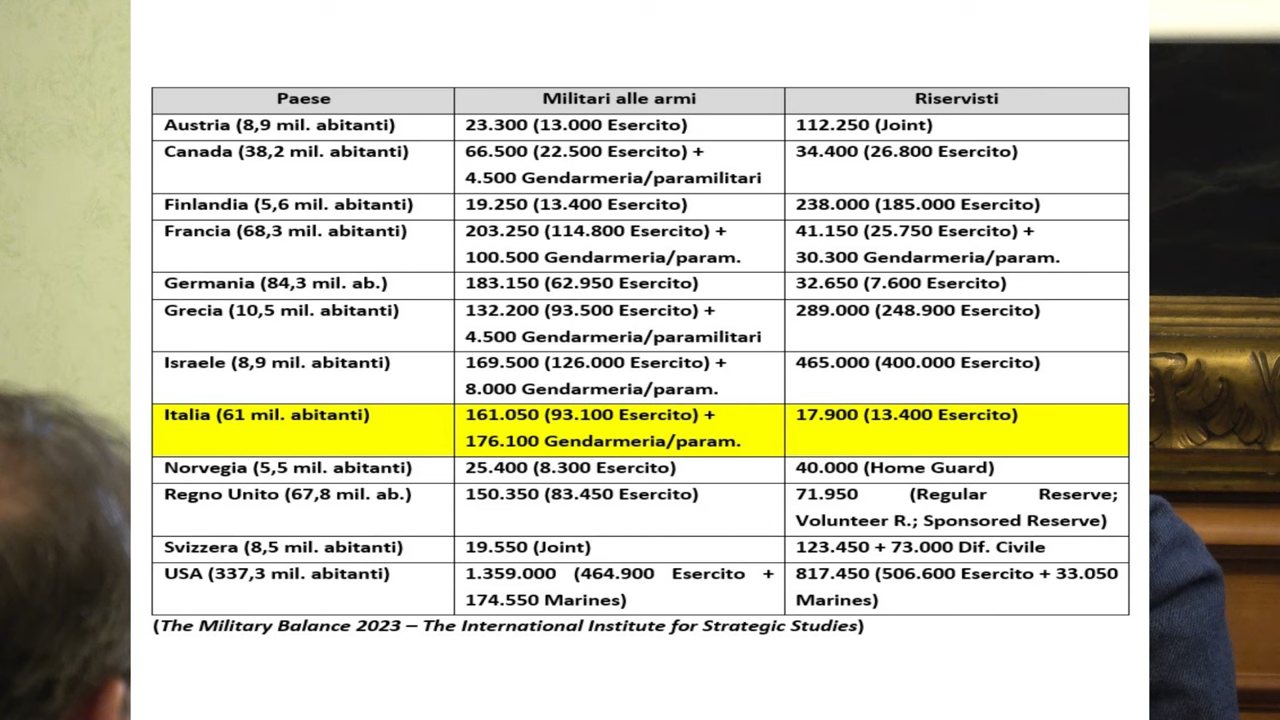 Paese Militari alle armi Riservisti
Austria (8,9 mil. abitanti) 23.300 (13.000 Esercito) 112.250 (Joint)
Canada (38,2 mil. abitanti) 66.500 (22.500 Esercito) + 34.400 (26.800 Esercito)
4.500 Gendarmeria/paramilitari
Finlandia (5,6 mil. abitanti) 19.250 (13.400 Esercito) 238.000 (185.000 Esercito)
Francia (68,3 mil. abitanti) 203.250 (114.800 Esercito) + 41.150 (25.750 Esercito) +
100.500 Gendarmeria/param. 30.300 Gendarmeria/param.
Germania (84,3 mil. ab.) 183.150 (62.950 Esercito) 32.650 (7.600 Esercito)
Grecia (10,5 mil. abitanti) 132.200 (93.500 Esercito) + 289.000 (248.900 Esercito)
4.500 Gendarmeria/paramilitari
Israele (8,9 mil. abitanti) 169.500 (126.000 Esercito) + 465.000 (400.000 Esercito)
8.000 Gendarmeria/param.
Italia (61 mil. abitanti) 161.050 (93.100 Esercito) + 17.900 (13.400 Esercito)
176.100 Gendarmeria/param.
Norvegia (5,5 mil. abitanti) 25.400 (8.300 Esercito) 40.000 (Home Guard)
Regno Unito (67,8 mil. ab.) 150.350 (83.450 Esercito) 71.950 (Regular Reserve;
Volunteer R.; Sponsored Reserve)
Svizzera (8,5 mil. abitanti) 19.550 (Joint) 123.450 + 73.000 Dif. Civile
USA (337,3 mil. abitanti) 1.359.000 (464.900 Esercito + 817.450 (506.600 Esercito + 33.050
174.550 Marines) Marines)
(The Military Balance 2023 – The International Institute for Strategic Studies)